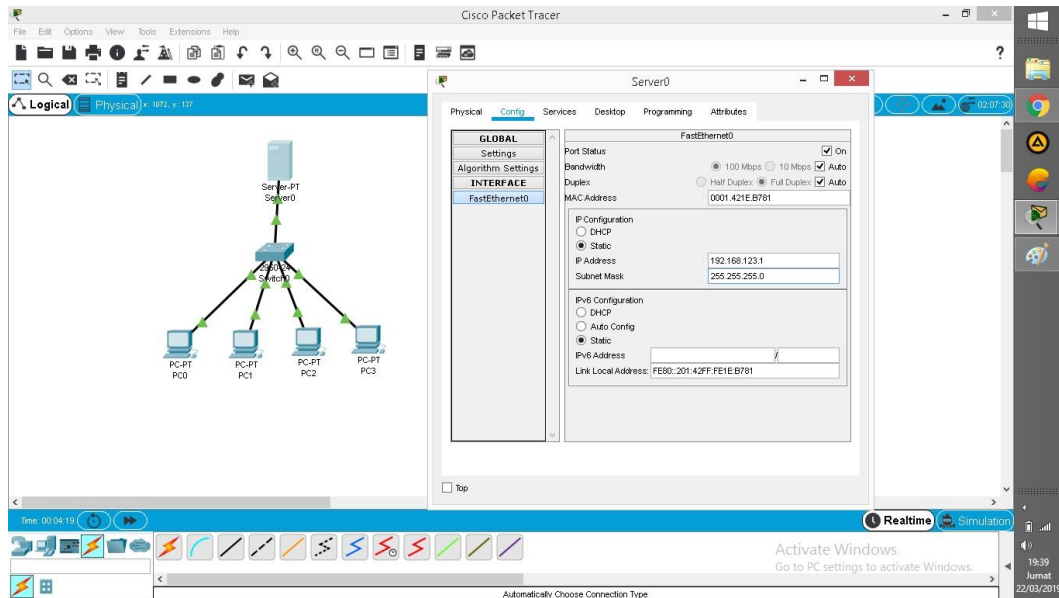 Cisco Packet Tracer
File Edit Options View Tools Extensions Help
?
Logical Physical x: 1072, y: 137
02:07:30
Server-PT
Server0
2950-24
Switch0
PC-PT
PC0
PC-PT
PC1
PC-PT
PC2
PC-PT
PC3
Server0
Physical Config Services Desktop Programming Attributes
GLOBAL
Settings
Algorithm Settings
INTERFACE
FastEthernet0
FastEthernet0
Port Status On
Bandwidth 100 Mbps 10 Mbps Auto
Duplex Half Duplex Full Duplex Auto
MAC Address 0001.421E.B781
IP Configuration
DHCP
Static
IP Address 192.168.123.1
Subnet Mask 255.255.255.0
IPv6 Configuration
DHCP
Auto Config
Static
IPv6 Address /
Link Local Address: FE80::201:42FF:FE1E:B781
Top
Time: 00:04:19
Realtime Simulation
Activate Windows
Go to PC settings to activate Windows.
Automatically Choose Connection Type
19:39
Jumat
22/03/2019